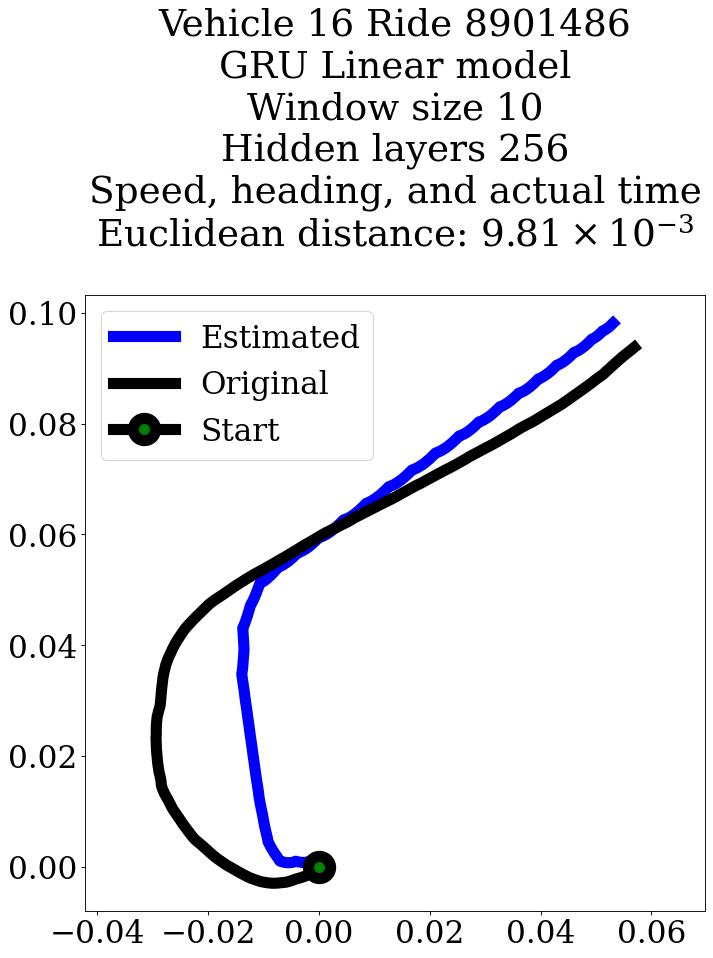 Vehicle 16 Ride 8901486
GRU Linear model
Window size 10
Hidden layers 256
Speed, heading, and actual time
Euclidean distance: 9.81 × 10⁻³
Estimated
Original
Start
0.10
0.08
0.06
0.04
0.02
0.00
−0.04 −0.02 0.00 0.02 0.04 0.06